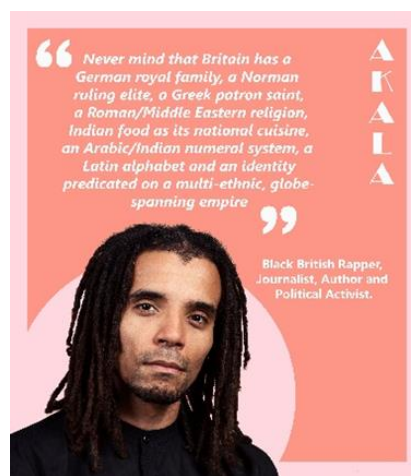 “ Never mind that Britain has a
German royal family, a Norman
ruling elite, a Greek patron saint,
a Roman/Middle Eastern religion,
Indian food as its national cuisine,
an Arabic/Indian numeral system, a
Latin alphabet and an identity
predicated on a multi-ethnic, globe-
spanning empire
”
AKALA
Black British Rapper,
Journalist, Author and
Political Activist.